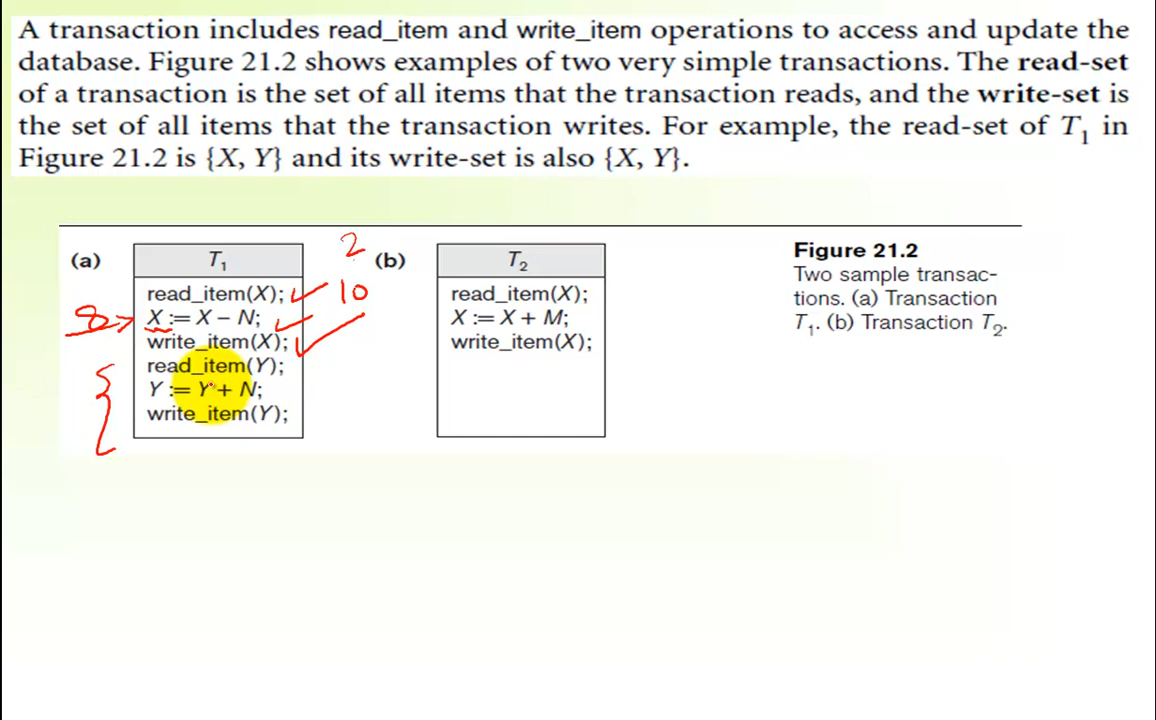 A transaction includes read_item and write_item operations to access and update the
database. Figure 21.2 shows examples of two very simple transactions. The read-set
of a transaction is the set of all items that the transaction reads, and the write-set is
the set of all items that the transaction writes. For example, the read-set of T1 in
Figure 21.2 is {X, Y} and its write-set is also {X, Y}.
(a)
T1
read_item(X);
X := X – N;
write_item(X);
read_item(Y);
Y := Y + N;
write_item(Y);
2
10
8
(b)
T2
read_item(X);
X := X + M;
write_item(X);
Figure 21.2
Two sample transac-
tions. (a) Transaction
T1. (b) Transaction T2.